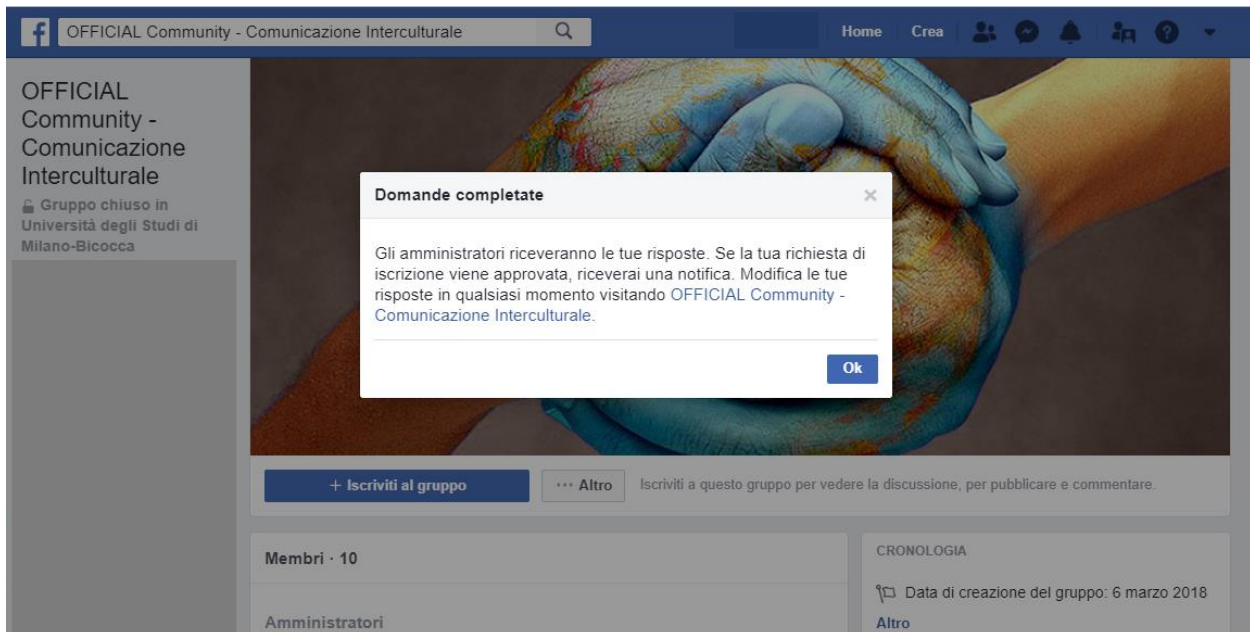 OFFICIAL Community - Comunicazione Interculturale
Home Crea
OFFICIAL
Community -
Comunicazione
Interculturale
Gruppo chiuso in
Università degli Studi di
Milano-Bicocca
Domande completate
Gli amministratori riceveranno le tue risposte. Se la tua richiesta di
iscrizione viene approvata, riceverai una notifica. Modifica le tue
risposte in qualsiasi momento visitando OFFICIAL Community -
Comunicazione Interculturale.
Ok
+ Iscriviti al gruppo
··· Altro
Iscriviti a questo gruppo per vedere la discussione, per pubblicare e commentare.
Membri · 10
Amministratori
CRONOLOGIA
Data di creazione del gruppo: 6 marzo 2018
Altro